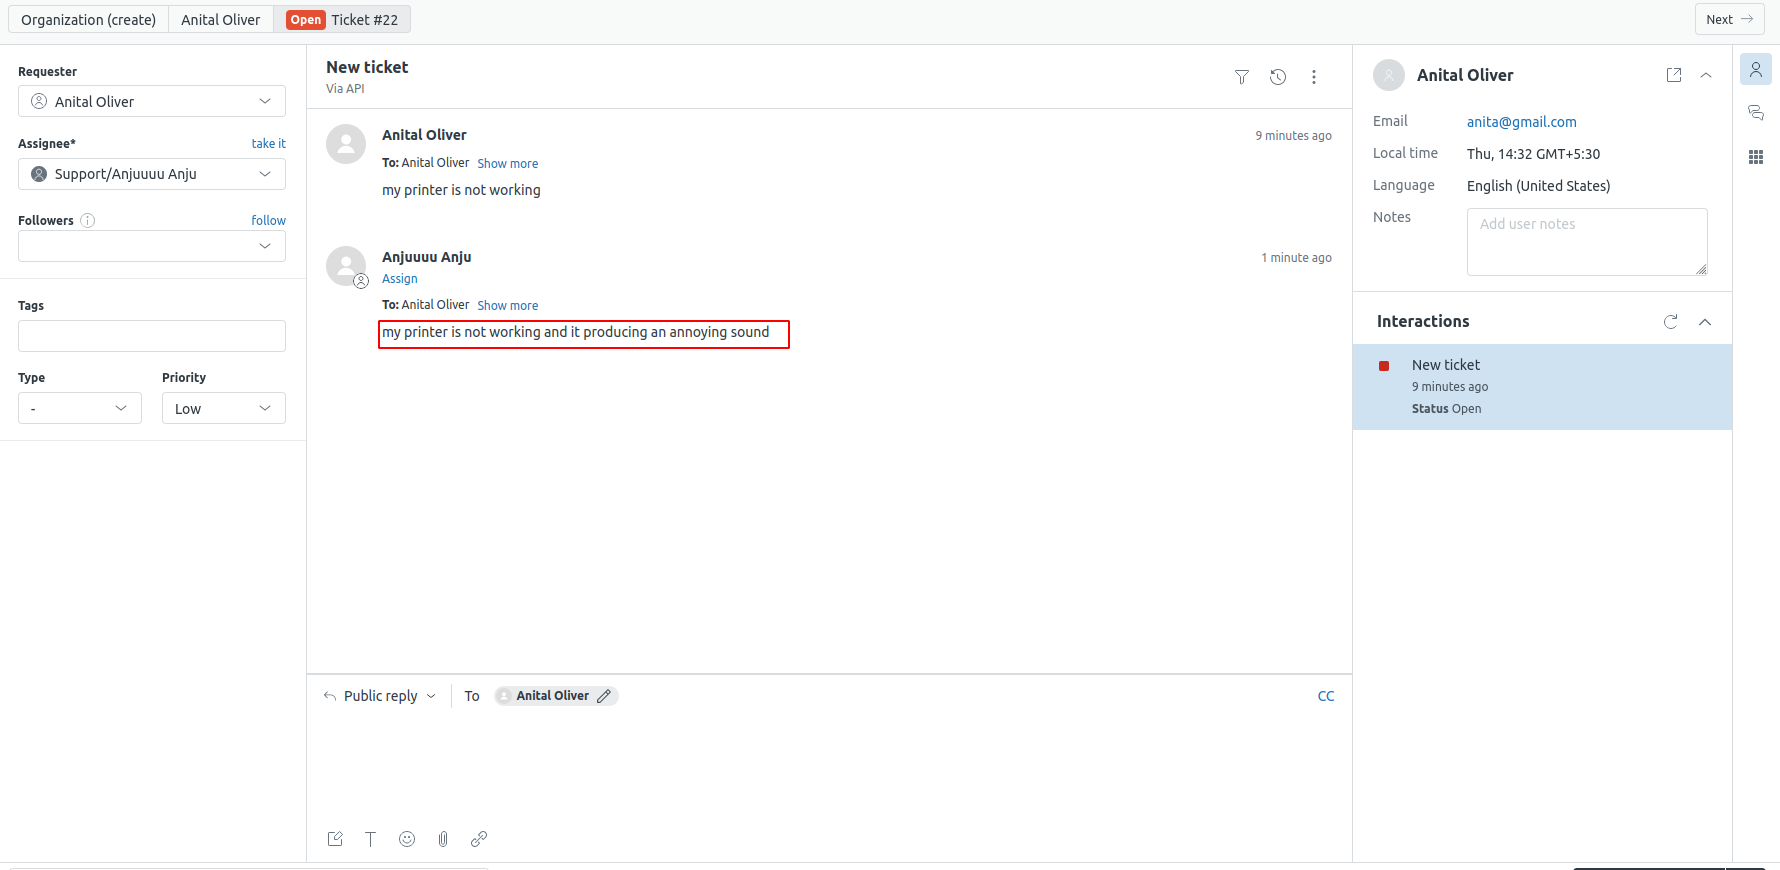 Organization (create)
Anital Oliver
Open Ticket #22
Next
Requester
Anital Oliver
Assignee*
take it
Support/Anjuuuu Anju
Followers
follow
Tags
Type
Priority
-
Low
New ticket
Via API
Anital Oliver
9 minutes ago
To: Anital Oliver Show more
my printer is not working
Anjuuuu Anju
1 minute ago
Assign
To: Anital Oliver Show more
my printer is not working and it producing an annoying sound
Public reply
To
Anital Oliver
CC
Anital Oliver
Email
anita@gmail.com
Local time
Thu, 14:32 GMT+5:30
Language
English (United States)
Notes
Add user notes
Interactions
New ticket
9 minutes ago
Status Open